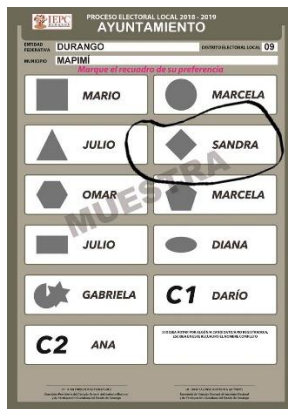 IEPC
DURANGO
PROCESO ELECTORAL LOCAL 2018 - 2019
AYUNTAMIENTO
ENTIDAD FEDERATIVA DURANGO DISTRITO ELECTORAL LOCAL 09
MUNICIPIO MAPIMÍ
Marque el recuadro de su preferencia
MARIO MARCELA
JULIO SANDRA
OMAR MARCELA
MUESTRA
JULIO DIANA
GABRIELA C1 DARÍO
C2 ANA